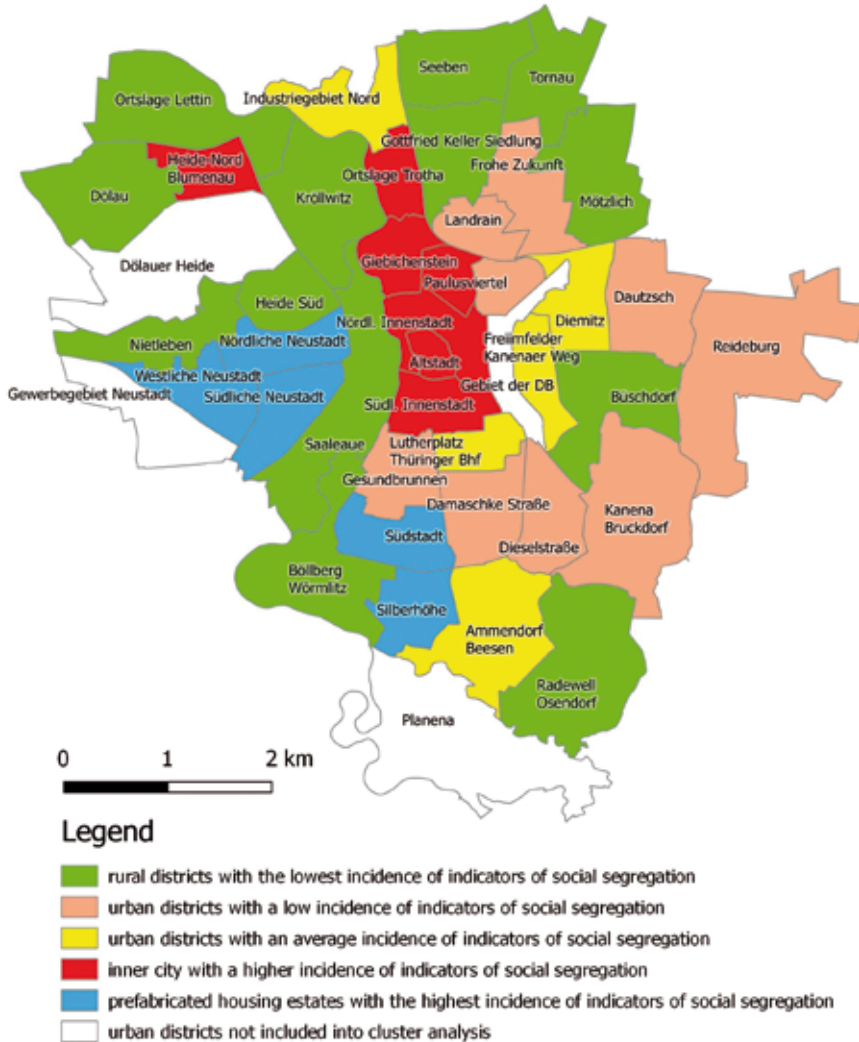 Seeben
Tornau
Industriegebiet Nord
Ortslage Lettin
Gottfried Keller Siedlung
Heide-Nord
Blumenau
Frohe Zukunft
Ortslage Trotha
Dölau
Kröllwitz
Mötzlich
Landrain
Dölauer Heide
Giebichenstein
Paulusviertel
Heide Süd
Dautzsch
Nördl. Innenstadt
Diemitz
Nietleben
Nördliche Neustadt
Freiimfelder
Kanenaer Weg
Reideburg
Altstadt
Westliche Neustadt
Gebiet der DB
Gewerbegebiet Neustadt
Südliche Neustadt
Büschdorf
Südl. Innenstadt
Saaleaue
Lutherplatz
Thüringer Bhf
Gesundbrunnen
Damaschke Straße
Kanena
Bruckdorf
Südstadt
Dieselstraße
Böllberg
Wörmlitz
Silberhöhe
Ammendorf
Beesen
Radewell
Osendorf
Planena
0 1 2 km
Legend
rural districts with the lowest incidence of indicators of social segregation
urban districts with a low incidence of indicators of social segregation
urban districts with an average incidence of indicators of social segregation
inner city with a higher incidence of indicators of social segregation
prefabricated housing estates with the highest incidence of indicators of social segregation
urban districts not included into cluster analysis